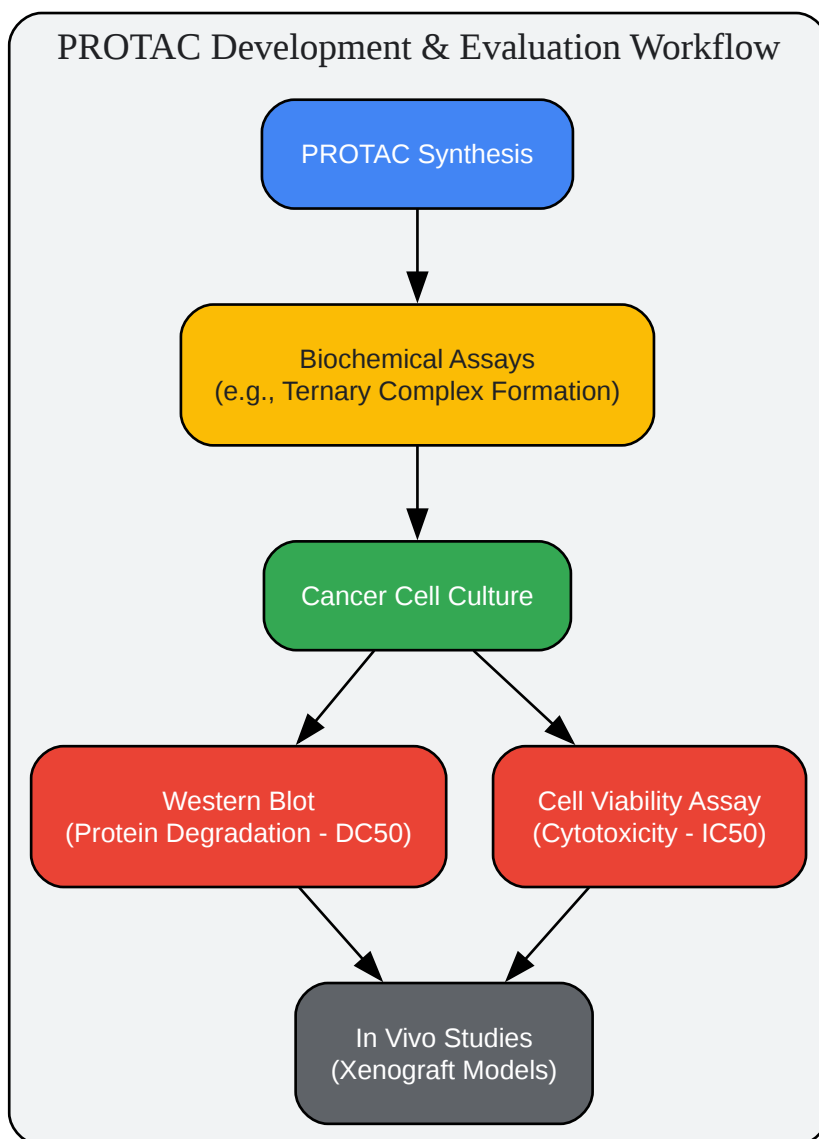 PROTAC Development & Evaluation Workflow
PROTAC Synthesis
Biochemical Assays
(e.g., Ternary Complex Formation)
Cancer Cell Culture
Western Blot
(Protein Degradation - DC50)
Cell Viability Assay
(Cytotoxicity - IC50)
In Vivo Studies
(Xenograft Models)